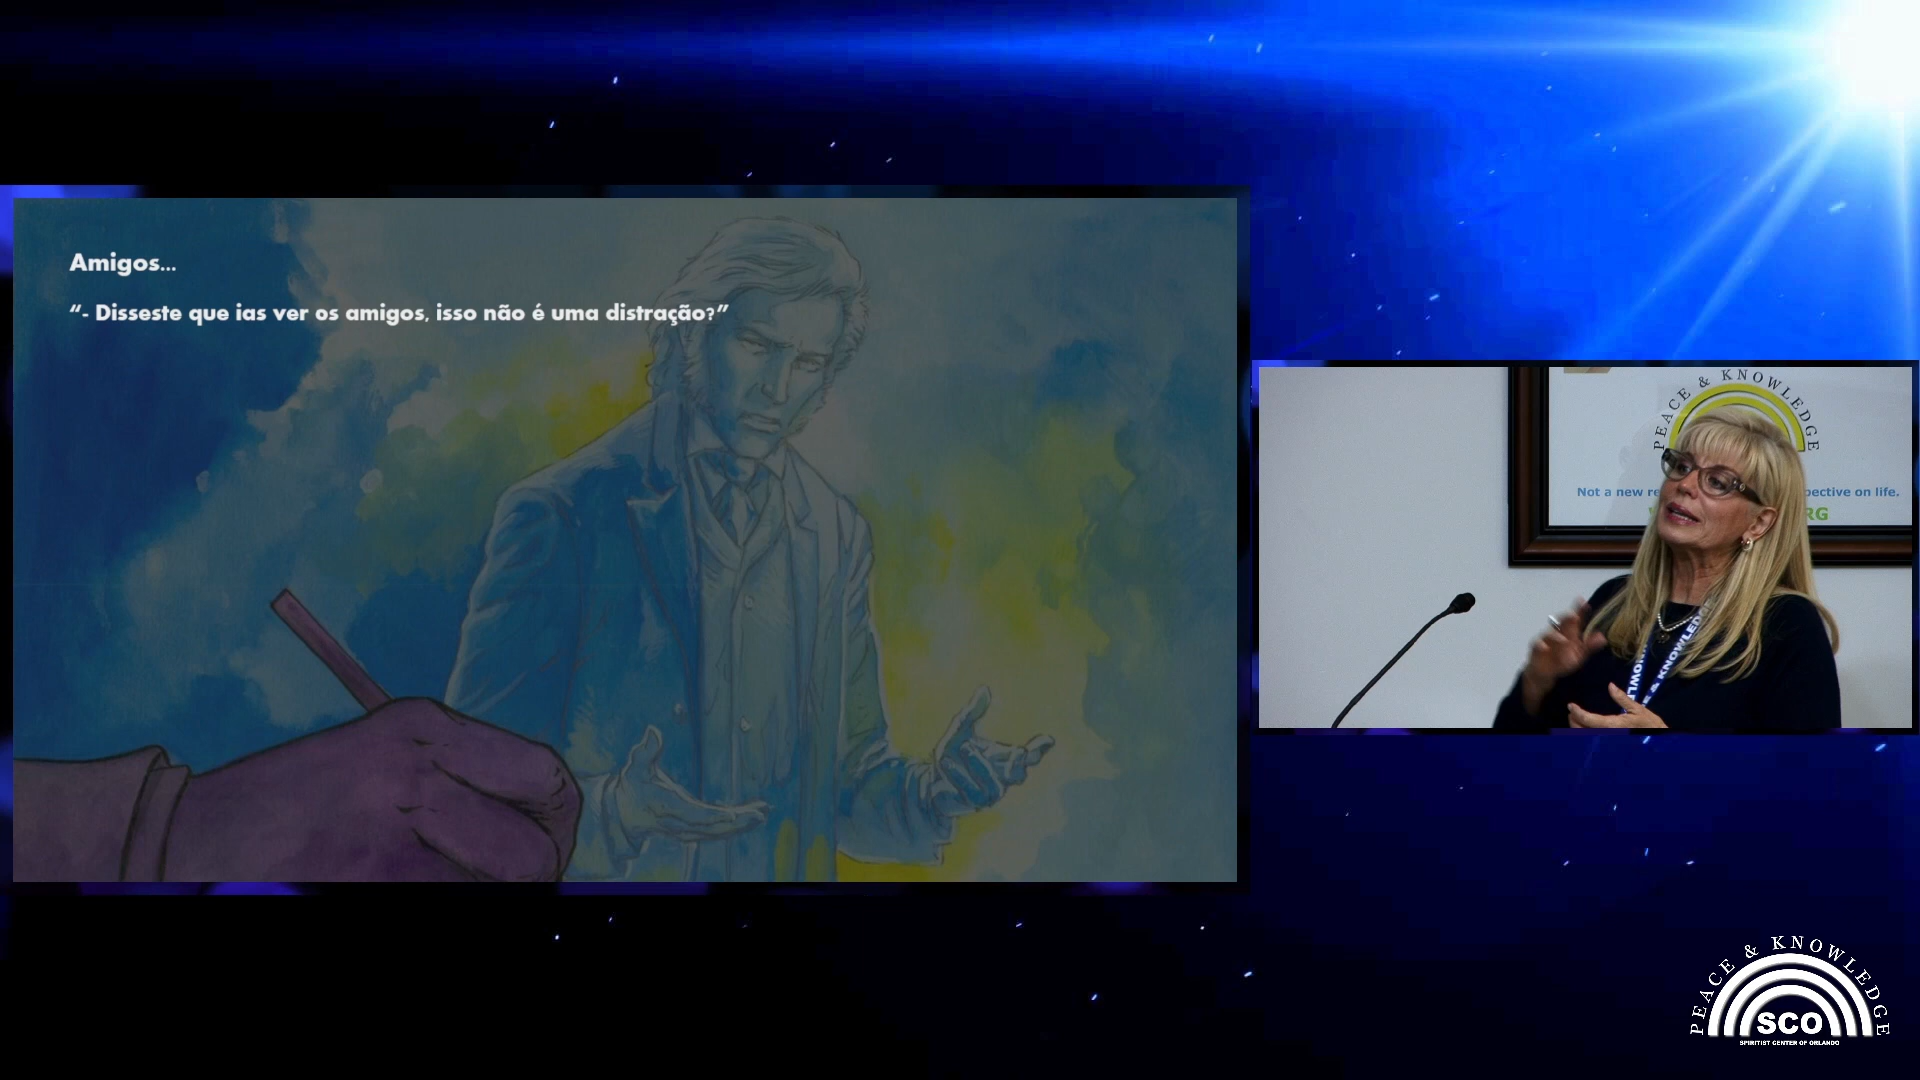 Amigos...
“- Disseste que ias ver os amigos, isso não é uma distração?”
PEACE & KNOWLEDGE
Not a new re
pective on life.
RG
PEACE & KNOWLEDGE
SCO
SPIRITIST CENTER OF ORLANDO